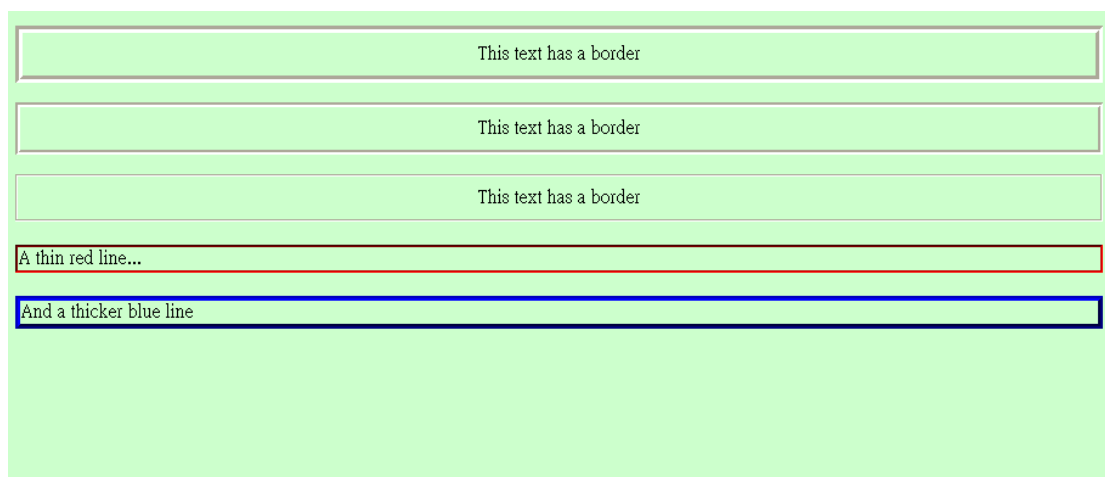 This text has a border
This text has a border
This text has a border
A thin red line...
And a thicker blue line